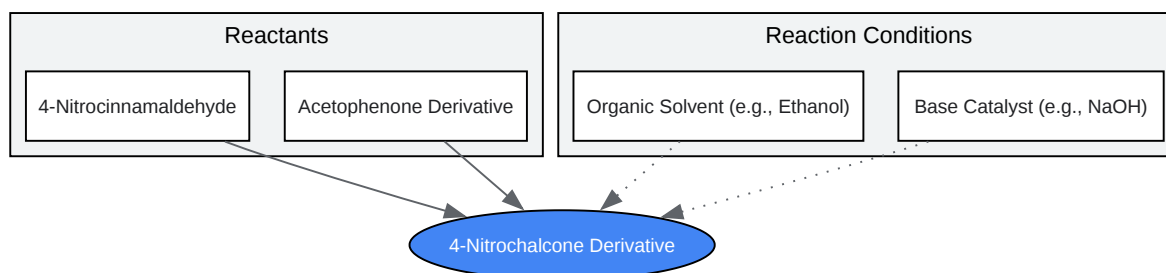 Reactants
Reaction Conditions
4-Nitrocinnamaldehyde
Acetophenone Derivative
Organic Solvent (e.g., Ethanol)
Base Catalyst (e.g., NaOH)
4-Nitrochalcone Derivative